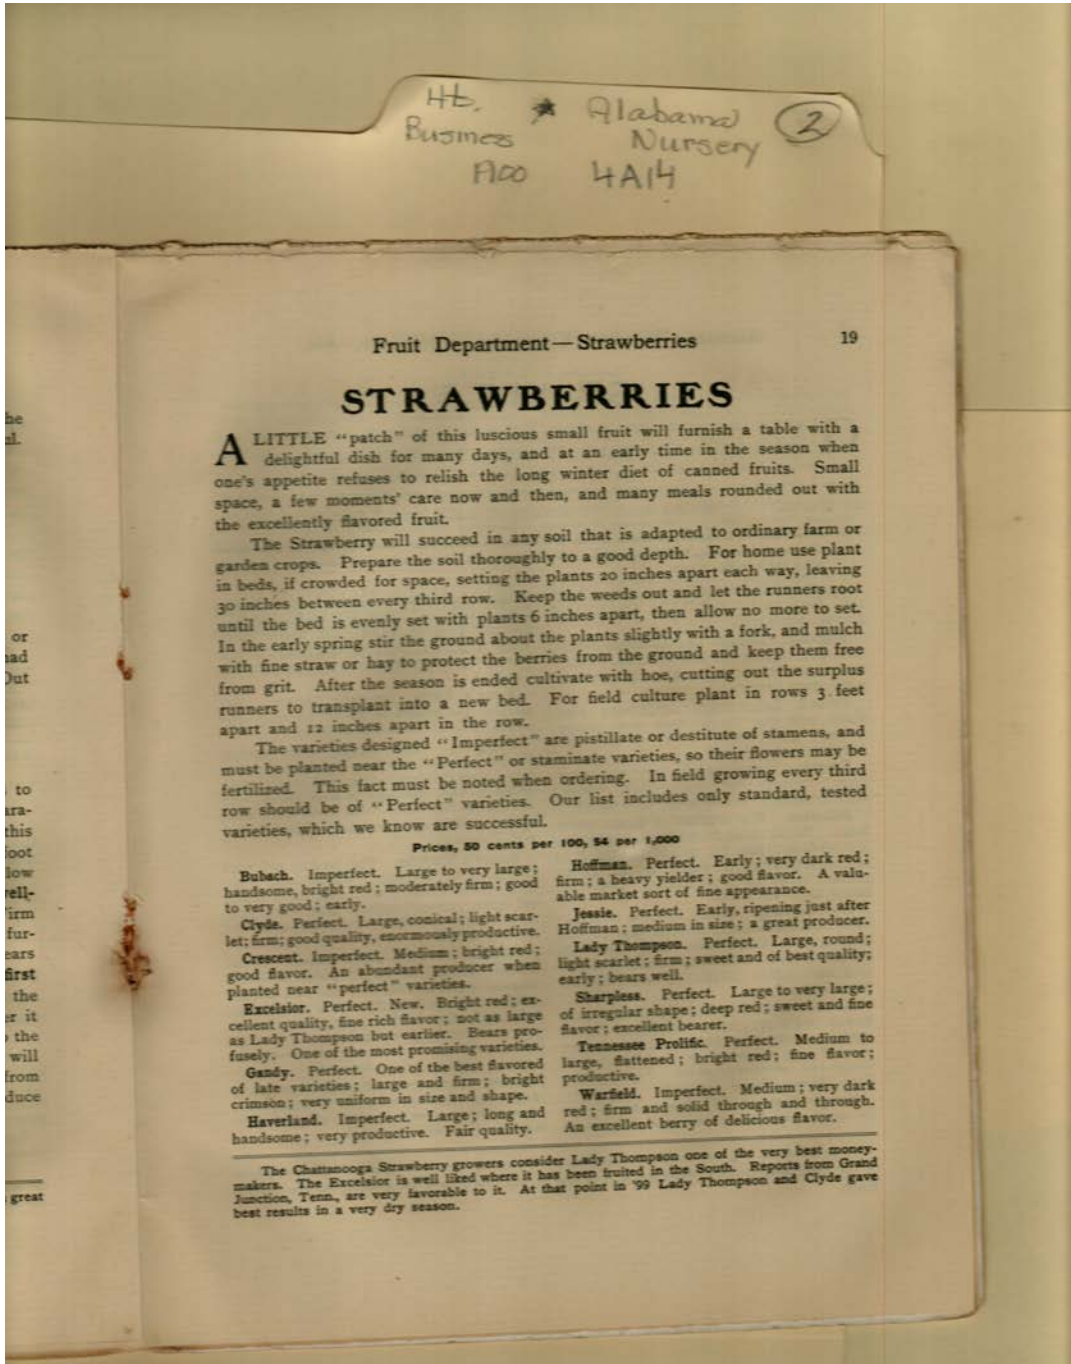 Hb. * Alabama 2
Business Nursery
A00 4A14
he
al.
or
had
Out
to
ara-
this
foot
low
vell-
irm
fur-
ears
first
the
er it
the
will
from
duce
great
Fruit Department — Strawberries 19
STRAWBERRIES
A LITTLE “patch” of this luscious small fruit will furnish a table with a
delightful dish for many days, and at an early time in the season when
one's appetite refuses to relish the long winter diet of canned fruits. Small
space, a few moments' care now and then, and many meals rounded out with
the excellently flavored fruit.
The Strawberry will succeed in any soil that is adapted to ordinary farm or
garden crops. Prepare the soil thoroughly to a good depth. For home use plant
in beds, if crowded for space, setting the plants 20 inches apart each way, leaving
30 inches between every third row. Keep the weeds out and let the runners root
until the bed is evenly set with plants 6 inches apart, then allow no more to set.
In the early spring stir the ground about the plants slightly with a fork, and mulch
with fine straw or hay to protect the berries from the ground and keep them free
from grit. After the season is ended cultivate with hoe, cutting out the surplus
runners to transplant into a new bed. For field culture plant in rows 3 feet
apart and 12 inches apart in the row.
The varieties designed “Imperfect” are pistillate or destitute of stamens, and
must be planted near the “Perfect” or staminate varieties, so their flowers may be
fertilized. This fact must be noted when ordering. In field growing every third
row should be of “Perfect” varieties. Our list includes only standard, tested
varieties, which we know are successful.
Prices, 50 cents per 100, $4 per 1,000
Bubach. Imperfect. Large to very large;
handsome, bright red; moderately firm; good
to very good; early.
Clyde. Perfect. Large, conical; light scar-
let; firm; good quality, enormously productive.
Crescent. Imperfect. Medium; bright red;
good flavor. An abundant producer when
planted near “perfect” varieties.
Excelsior. Perfect. New. Bright red; ex-
cellent quality, fine rich flavor; not as large
as Lady Thompson but earlier. Bears pro-
fusely. One of the most promising varieties.
Gandy. Perfect. One of the best flavored
of late varieties; large and firm; bright
crimson; very uniform in size and shape.
Haverland. Imperfect. Large; long and
handsome; very productive. Fair quality.
Hoffman. Perfect. Early; very dark red;
firm; a heavy yielder; good flavor. A valu-
able market sort of fine appearance.
Jessie. Perfect. Early, ripening just after
Hoffman; medium in size; a great producer.
Lady Thompson. Perfect. Large, round;
light scarlet; firm; sweet and of best quality;
early; bears well.
Sharpless. Perfect. Large to very large;
of irregular shape; deep red; sweet and fine
flavor; excellent bearer.
Tennessee Prolific. Perfect. Medium to
large, flattened; bright red; fine flavor;
productive.
Warfield. Imperfect. Medium; very dark
red; firm and solid through and through.
An excellent berry of delicious flavor.
The Chattanooga Strawberry growers consider Lady Thompson one of the very best money-
makers. The Excelsior is well liked where it has been fruited in the South. Reports from Grand
Junction, Tenn., are very favorable to it. At that point in '99 Lady Thompson and Clyde gave
best results in a very dry season.